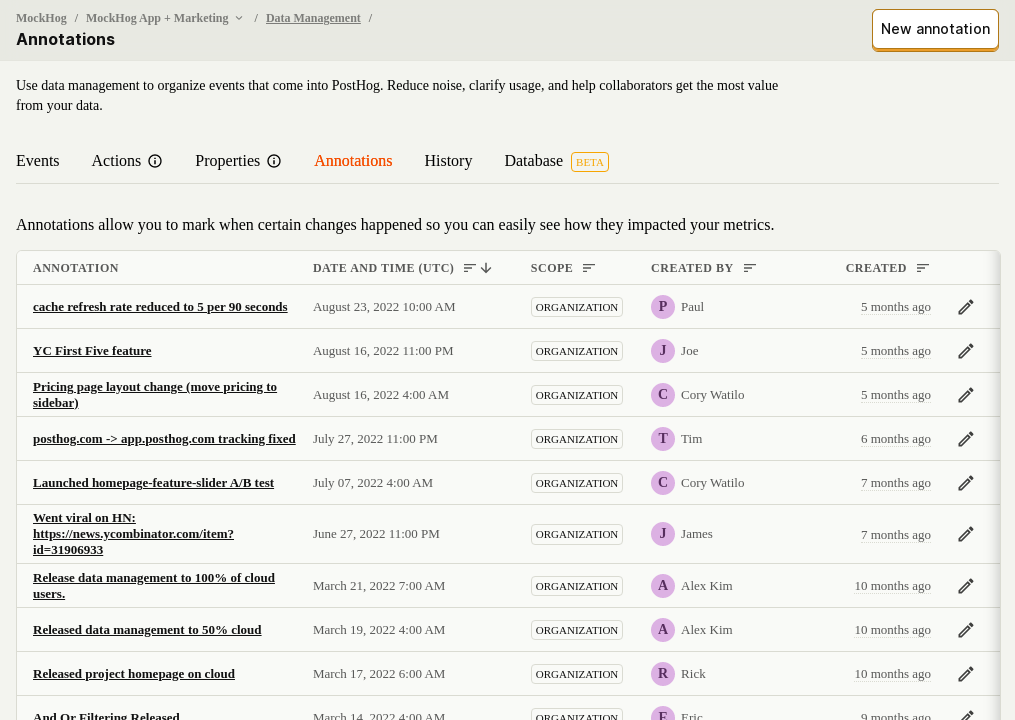 MockHog / MockHog App + Marketing / Data Management /
Annotations
New annotation
Use data management to organize events that come into PostHog. Reduce noise, clarify usage, and help collaborators get the most value
from your data.
Events Actions Properties Annotations History Database BETA
Annotations allow you to mark when certain changes happened so you can easily see how they impacted your metrics.
ANNOTATION DATE AND TIME (UTC) SCOPE CREATED BY CREATED
cache refresh rate reduced to 5 per 90 seconds August 23, 2022 10:00 AM ORGANIZATION P Paul 5 months ago
YC First Five feature August 16, 2022 11:00 PM ORGANIZATION J Joe 5 months ago
Pricing page layout change (move pricing to
sidebar) August 16, 2022 4:00 AM ORGANIZATION C Cory Watilo 5 months ago
posthog.com -> app.posthog.com tracking fixed July 27, 2022 11:00 PM ORGANIZATION T Tim 6 months ago
Launched homepage-feature-slider A/B test July 07, 2022 4:00 AM ORGANIZATION C Cory Watilo 7 months ago
Went viral on HN:
https://news.ycombinator.com/item? June 27, 2022 11:00 PM ORGANIZATION J James 7 months ago
id=31906933
Release data management to 100% of cloud
users. March 21, 2022 7:00 AM ORGANIZATION A Alex Kim 10 months ago
Released data management to 50% cloud March 19, 2022 4:00 AM ORGANIZATION A Alex Kim 10 months ago
Released project homepage on cloud March 17, 2022 6:00 AM ORGANIZATION R Rick 10 months ago
And Or Filtering Released March 14, 2022 4:00 AM ORGANIZATION E Eric 9 months ago